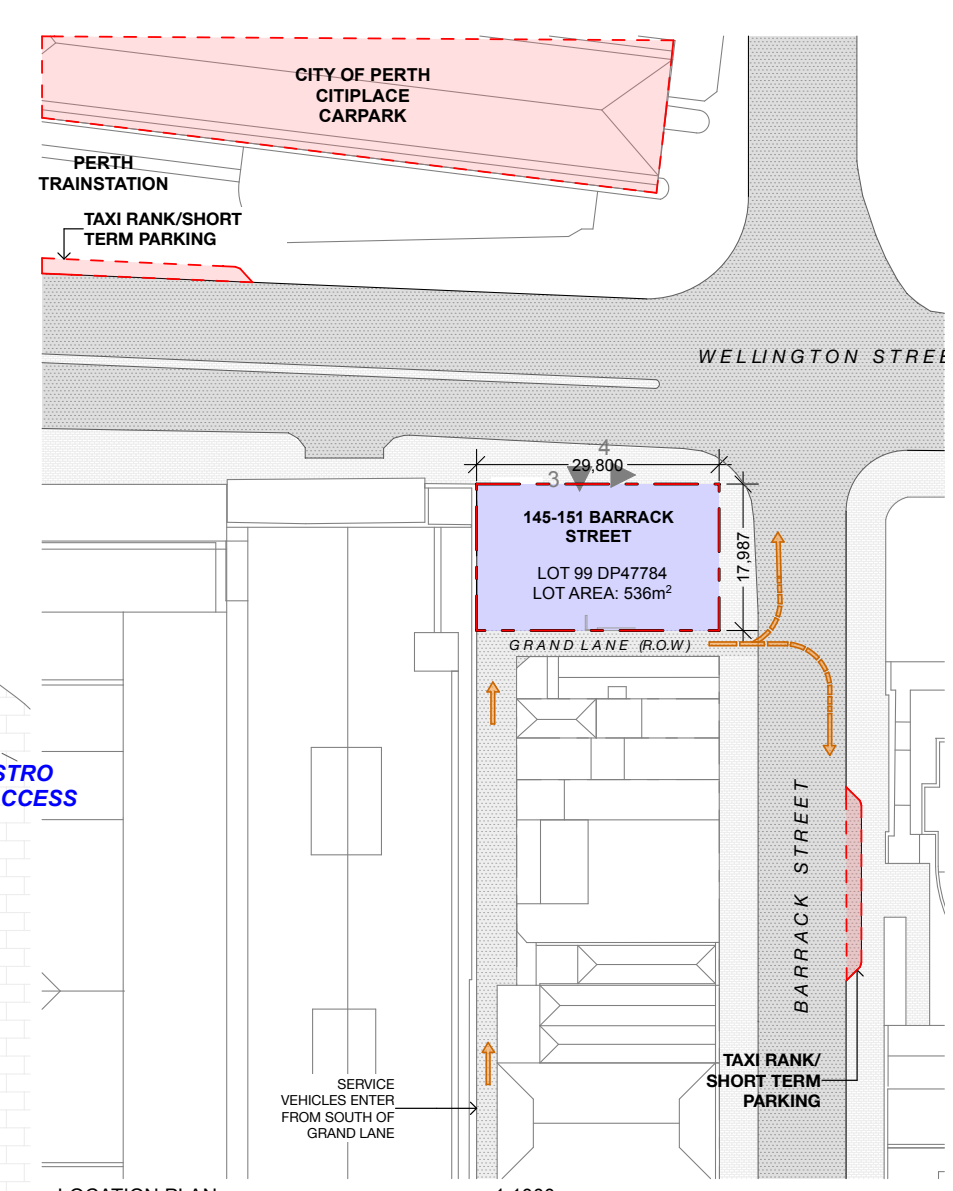 CITY OF PERTH
CITIPLACE
CARPARK
PERTH
TRAINSTATION
TAXI RANK/SHORT
TERM PARKING
WELLINGTON STREE
4
29,800
3
145-151 BARRACK
STREET
17,987
LOT 99 DP47784
LOT AREA: 536m²
GRAND LANE (R.O.W)
STRO
CCESS
BARRACK STREET
TAXI RANK/
SHORT TERM
PARKING
SERVICE
VEHICLES ENTER
FROM SOUTH OF
GRAND LANE
LOCATION PLAN